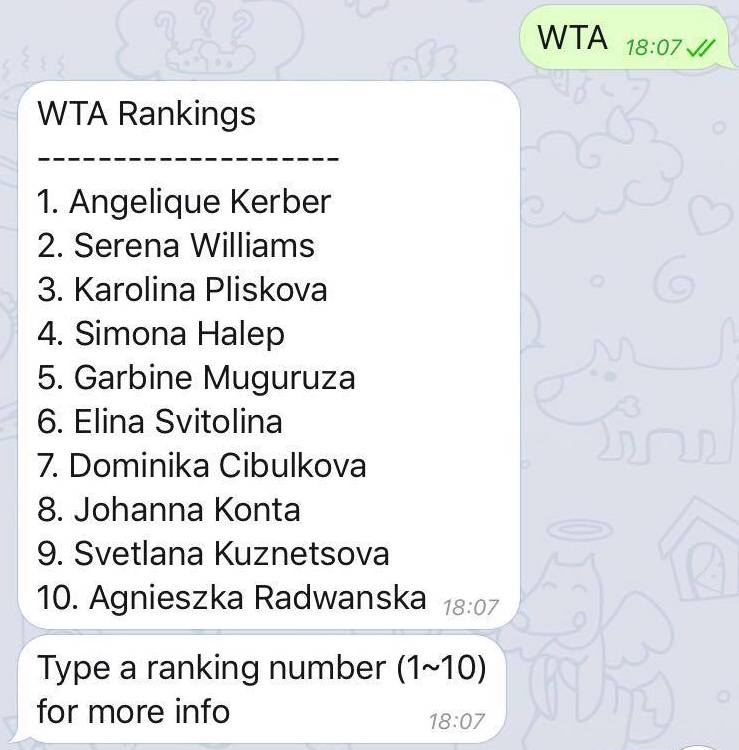 WTA 18:07
WTA Rankings
--------------------
1. Angelique Kerber
2. Serena Williams
3. Karolina Pliskova
4. Simona Halep
5. Garbine Muguruza
6. Elina Svitolina
7. Dominika Cibulkova
8. Johanna Konta
9. Svetlana Kuznetsova
10. Agnieszka Radwanska 18:07
Type a ranking number (1~10)
for more info 18:07